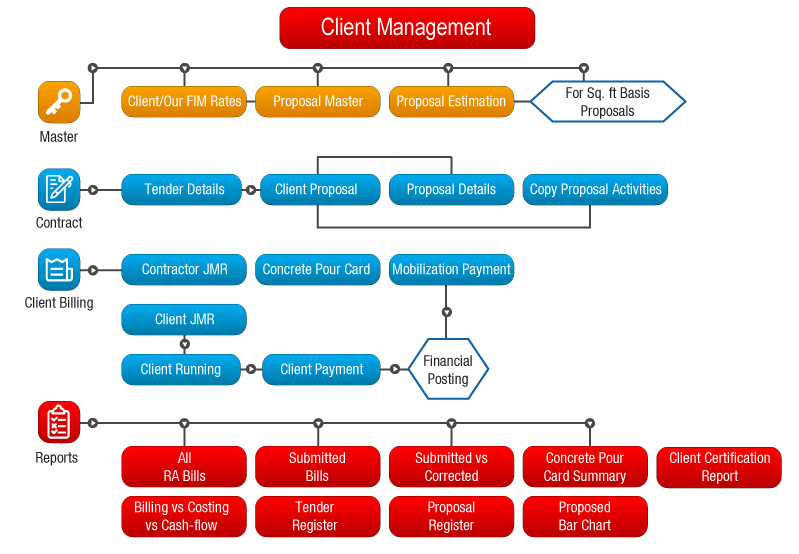 Client Management
Client/Our FIM Rates
Proposal Master
Proposal Estimation
For Sq. ft Basis
Proposals
Master
Tender Details
Client Proposal
Proposal Details
Copy Proposal Activities
Contract
Contractor JMR
Concrete Pour Card
Mobilization Payment
Client Billing
Client JMR
Client Running
Client Payment
Financial
Posting
Reports
All
RA Bills
Submitted
Bills
Submitted vs
Corrected
Concrete Pour
Card Summary
Client Certification
Report
Billing vs Costing
vs Cash-flow
Tender
Register
Proposal
Register
Proposed
Bar Chart